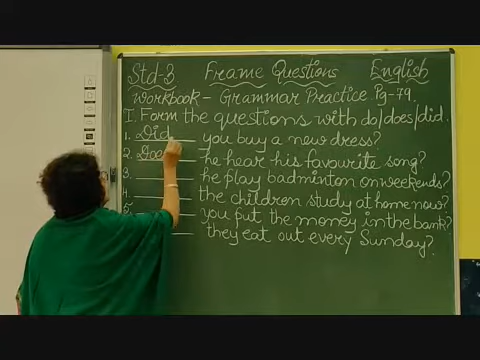 Std-3 Frame Questions English
Workbook - Grammar Practice Pg-79.
I. Form the questions with do/does/did.
1. Did you buy a new dress?
2. Doe he hear his favourite song?
3. he play badminton on weekends?
4. the children study at home now?
5. you put the money in the bank?
they eat out every Sunday?